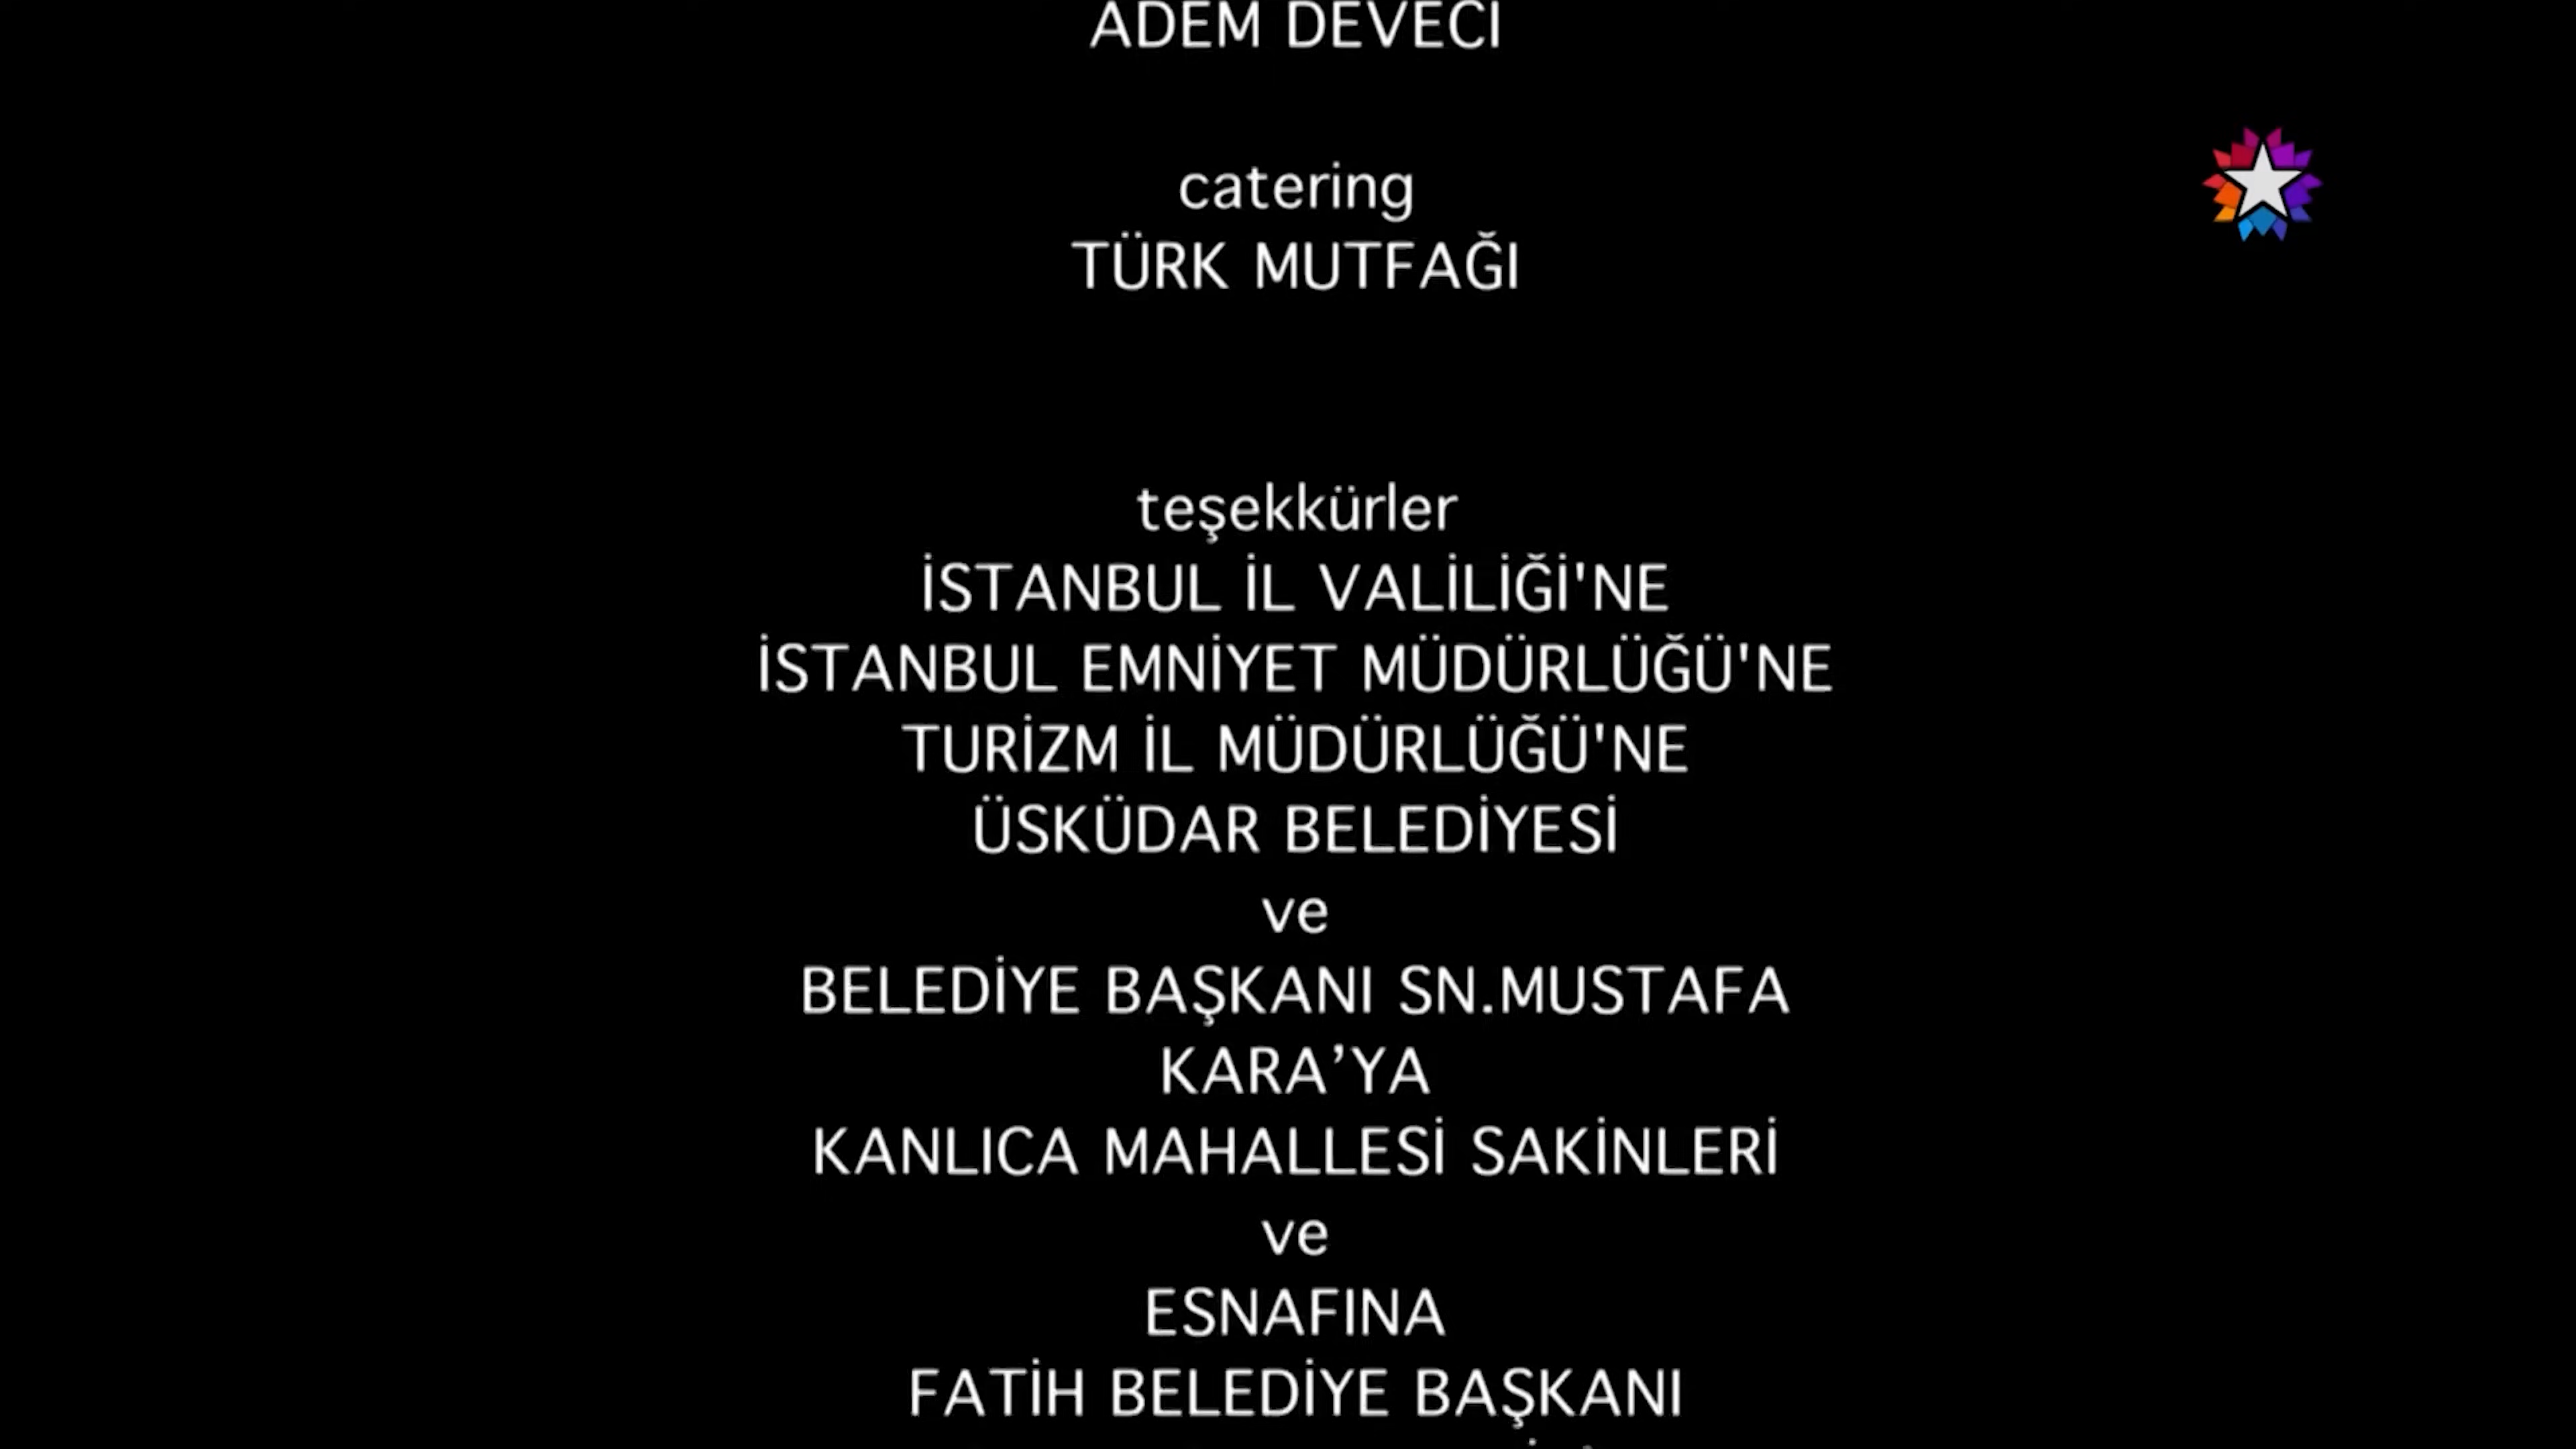 ADEM DEVECİ
catering
TÜRK MUTFAĞI
teşekkürler
İSTANBUL İL VALİLİĞİ'NE
İSTANBUL EMNİYET MÜDÜRLÜĞÜ'NE
TURİZM İL MÜDÜRLÜĞÜ'NE
ÜSKÜDAR BELEDİYESİ
ve
BELEDİYE BAŞKANI SN.MUSTAFA
KARA’YA
KANLICA MAHALLESİ SAKİNLERİ
ve
ESNAFINA
FATİH BELEDİYE BAŞKANI